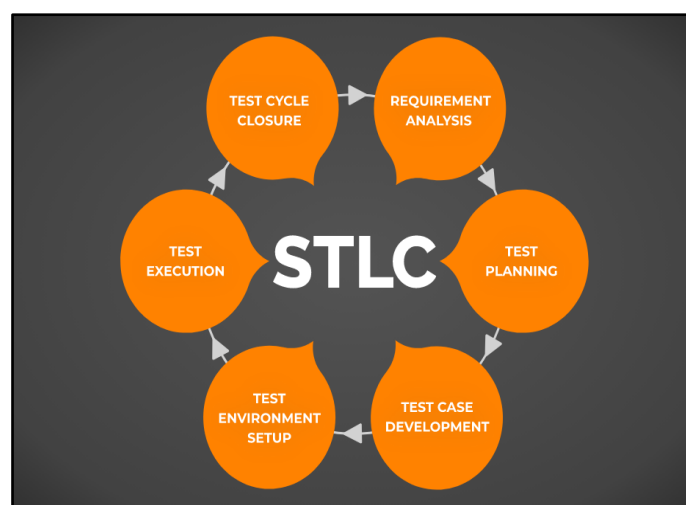 TEST CYCLE
CLOSURE
REQUIREMENT
ANALYSIS
TEST
EXECUTION
STLC
TEST
PLANNING
TEST
ENVIRONMENT
SETUP
TEST CASE
DEVELOPMENT